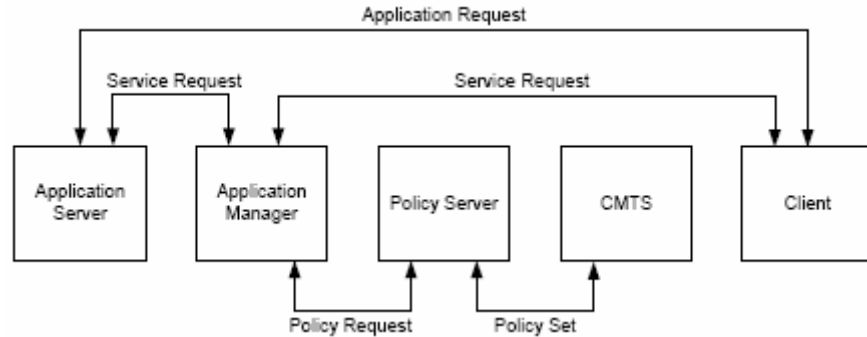 Application Request
Service Request
Service Request
Application
Server
Application
Manager
Policy Server
CMTS
Client
Policy Request
Policy Set